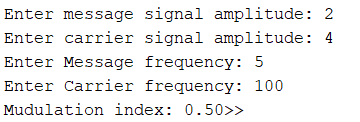 Enter message signal amplitude: 2
Enter carrier signal amplitude: 4
Enter Message frequency: 5
Enter Carrier frequency: 100
Mudulation index: 0.50>>